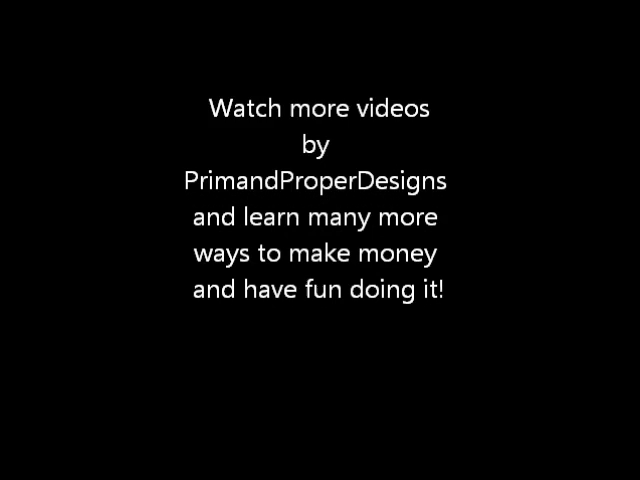 Watch more videos
by
PrimandProperDesigns
and learn many more
ways to make money
and have fun doing it!